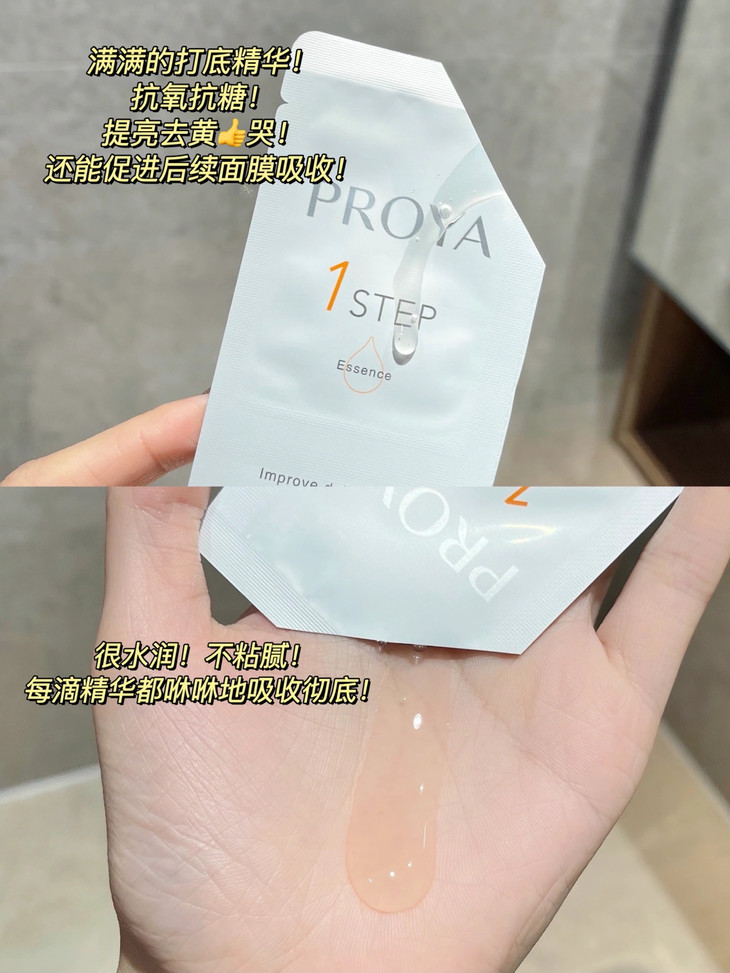 满满的打底精华！
抗氧抗糖！
提亮去黄👍哭！
还能促进后续面膜吸收！
PROYA
1 STEP
Essence
Improve
2
PROY
很水润！不粘腻！
每滴精华都咻咻地吸收彻底！